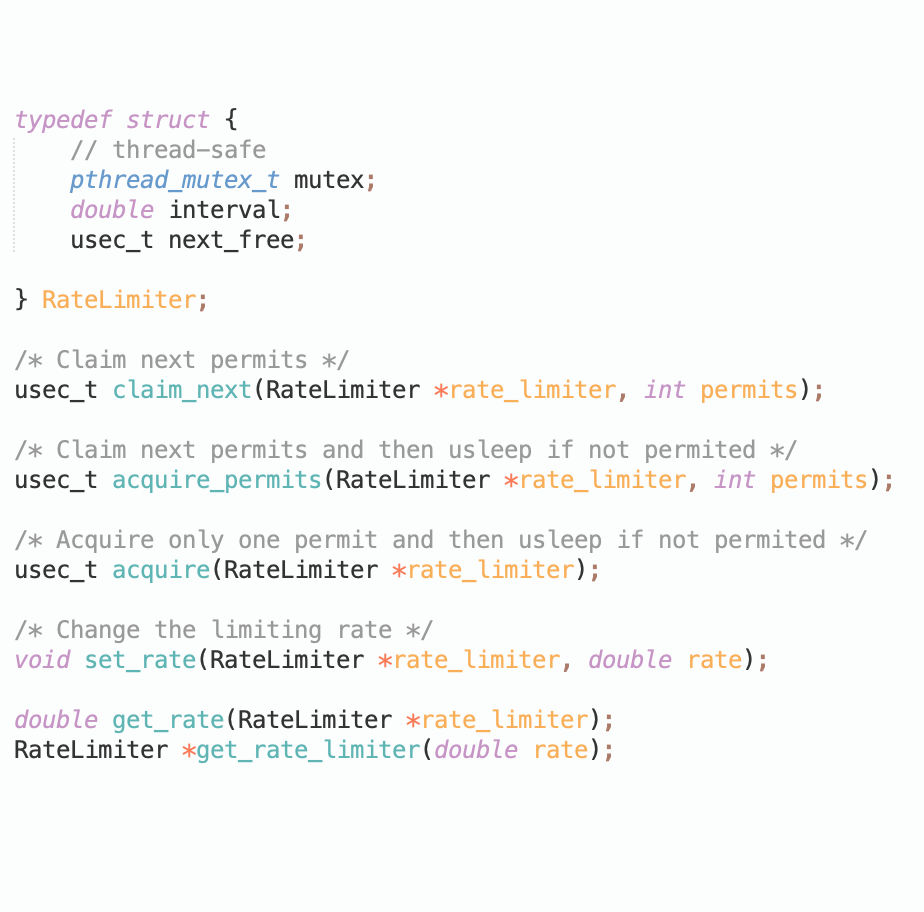 typedef struct {
    // thread-safe
    pthread_mutex_t mutex;
    double interval;
    usec_t next_free;
} RateLimiter;
/* Claim next permits */
usec_t claim_next(RateLimiter *rate_limiter, int permits);
/* Claim next permits and then usleep if not permited */
usec_t acquire_permits(RateLimiter *rate_limiter, int permits);
/* Acquire only one permit and then usleep if not permited */
usec_t acquire(RateLimiter *rate_limiter);
/* Change the limiting rate */
void set_rate(RateLimiter *rate_limiter, double rate);
double get_rate(RateLimiter *rate_limiter);
RateLimiter *get_rate_limiter(double rate);